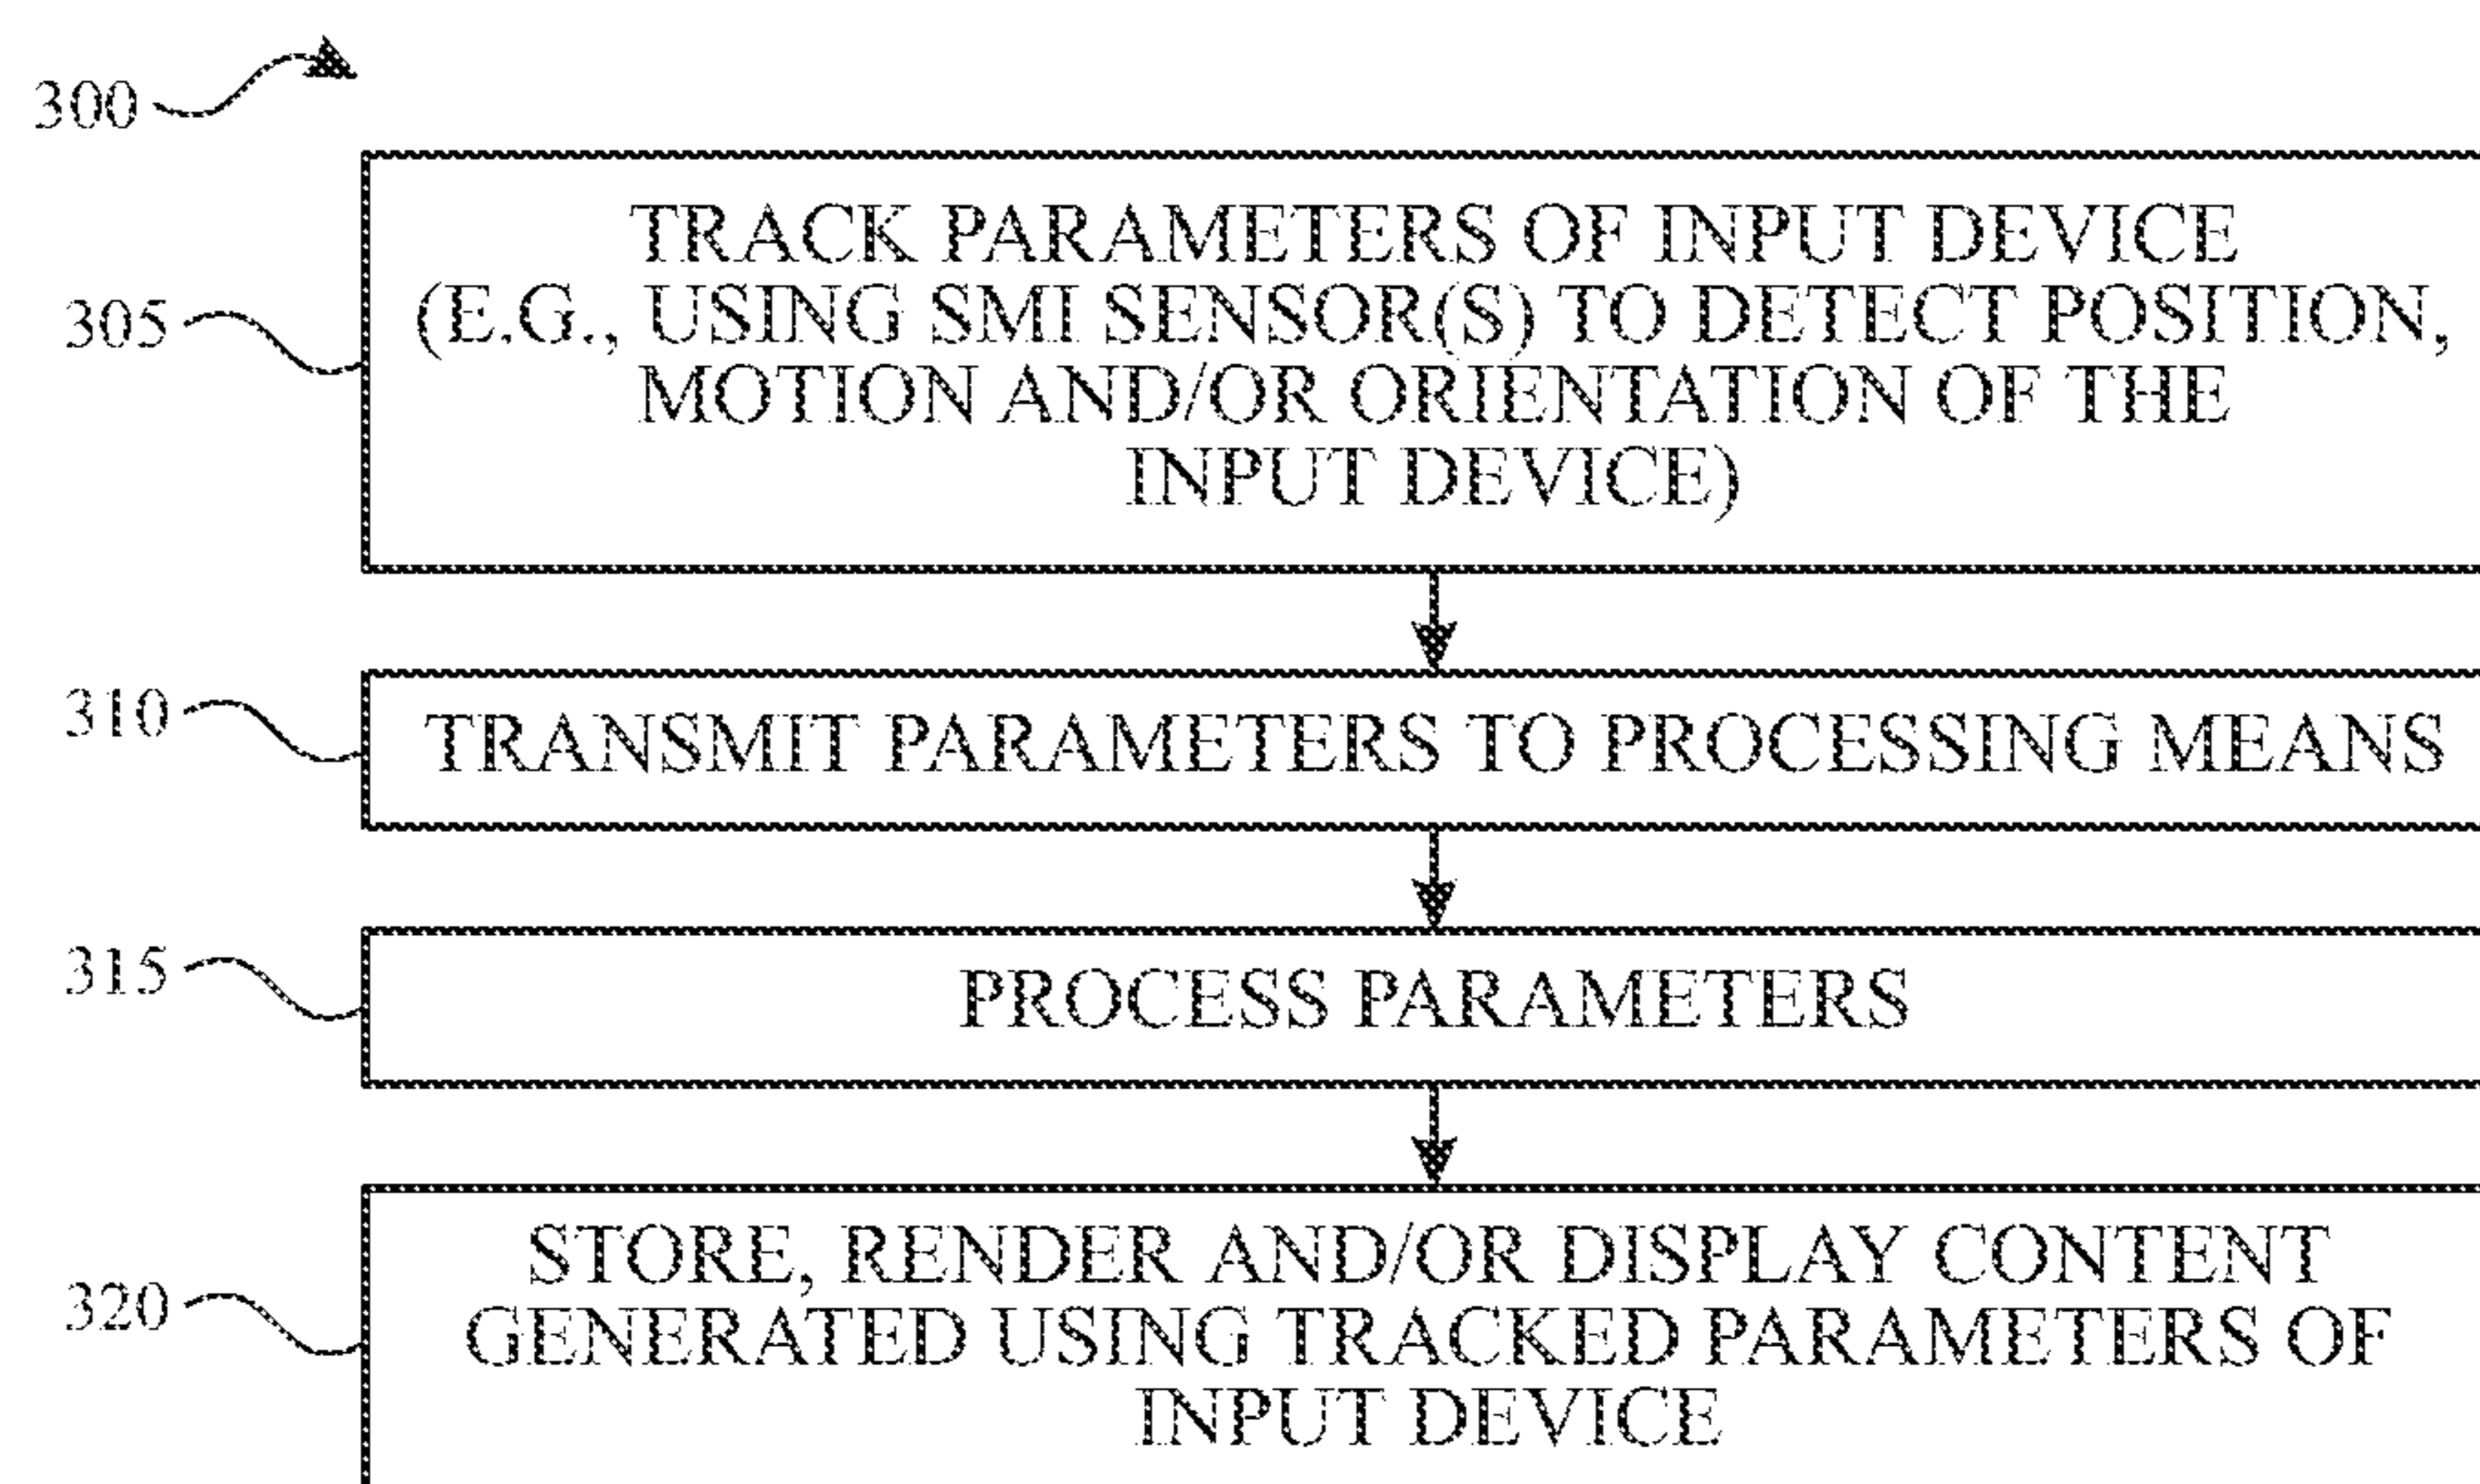 300
TRACK PARAMETERS OF INPUT DEVICE
(E.G., USING SMI SENSOR(S) TO DETECT POSITION,
MOTION AND/OR ORIENTATION OF THE
INPUT DEVICE)
305
310
TRANSMIT PARAMETERS TO PROCESSING MEANS
315
PROCESS PARAMETERS
STORE, RENDER AND/OR DISPLAY CONTENT
GENERATED USING TRACKED PARAMETERS OF
INPUT DEVICE
320